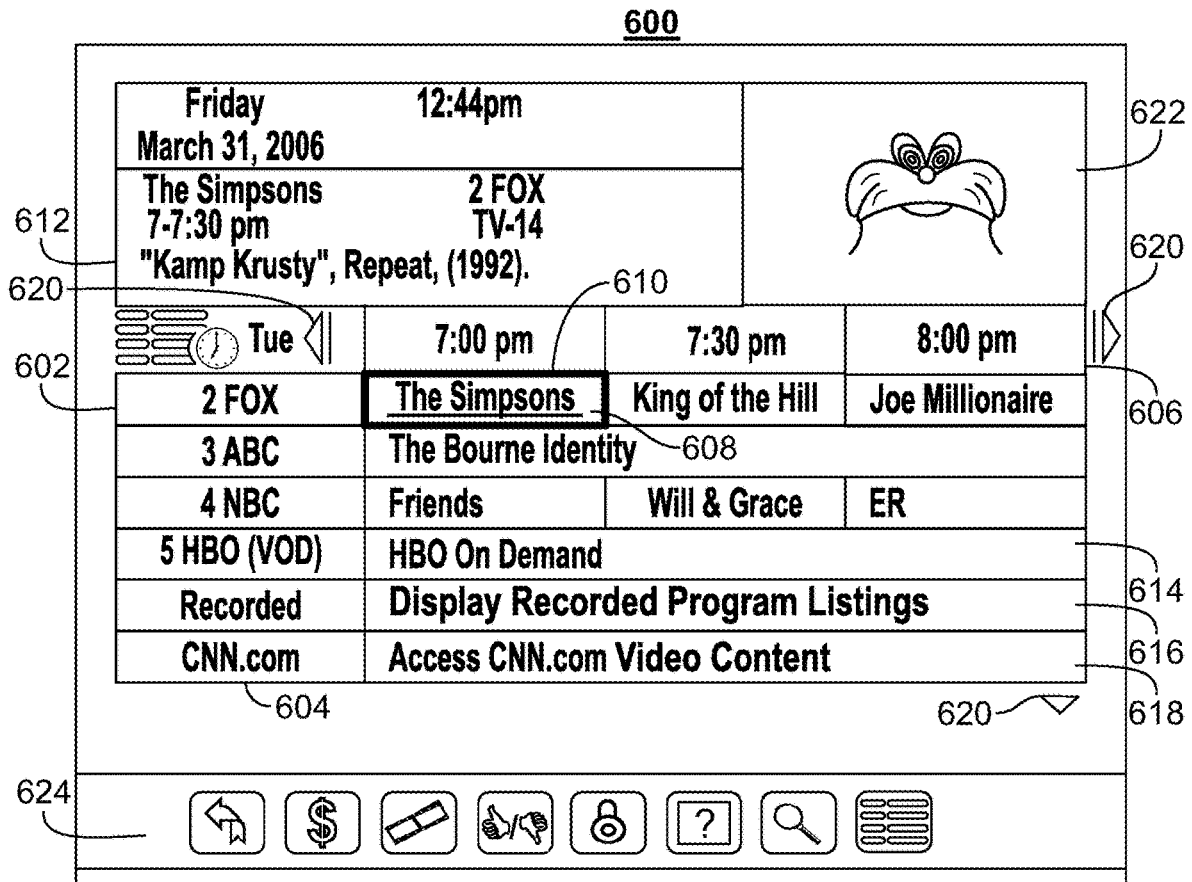 600
Friday 12:44pm
March 31, 2006
622
The Simpsons 2 FOX
7-7:30 pm TV-14
612
"Kamp Krusty", Repeat, (1992).
620
620
610
Tue 7:00 pm 7:30 pm 8:00 pm
602
2 FOX The Simpsons King of the Hill Joe Millionaire
606
3 ABC The Bourne Identity
608
4 NBC Friends Will & Grace ER
5 HBO (VOD) HBO On Demand
614
Recorded Display Recorded Program Listings
616
CNN.com Access CNN.com Video Content
604
620
618
624
$ ?